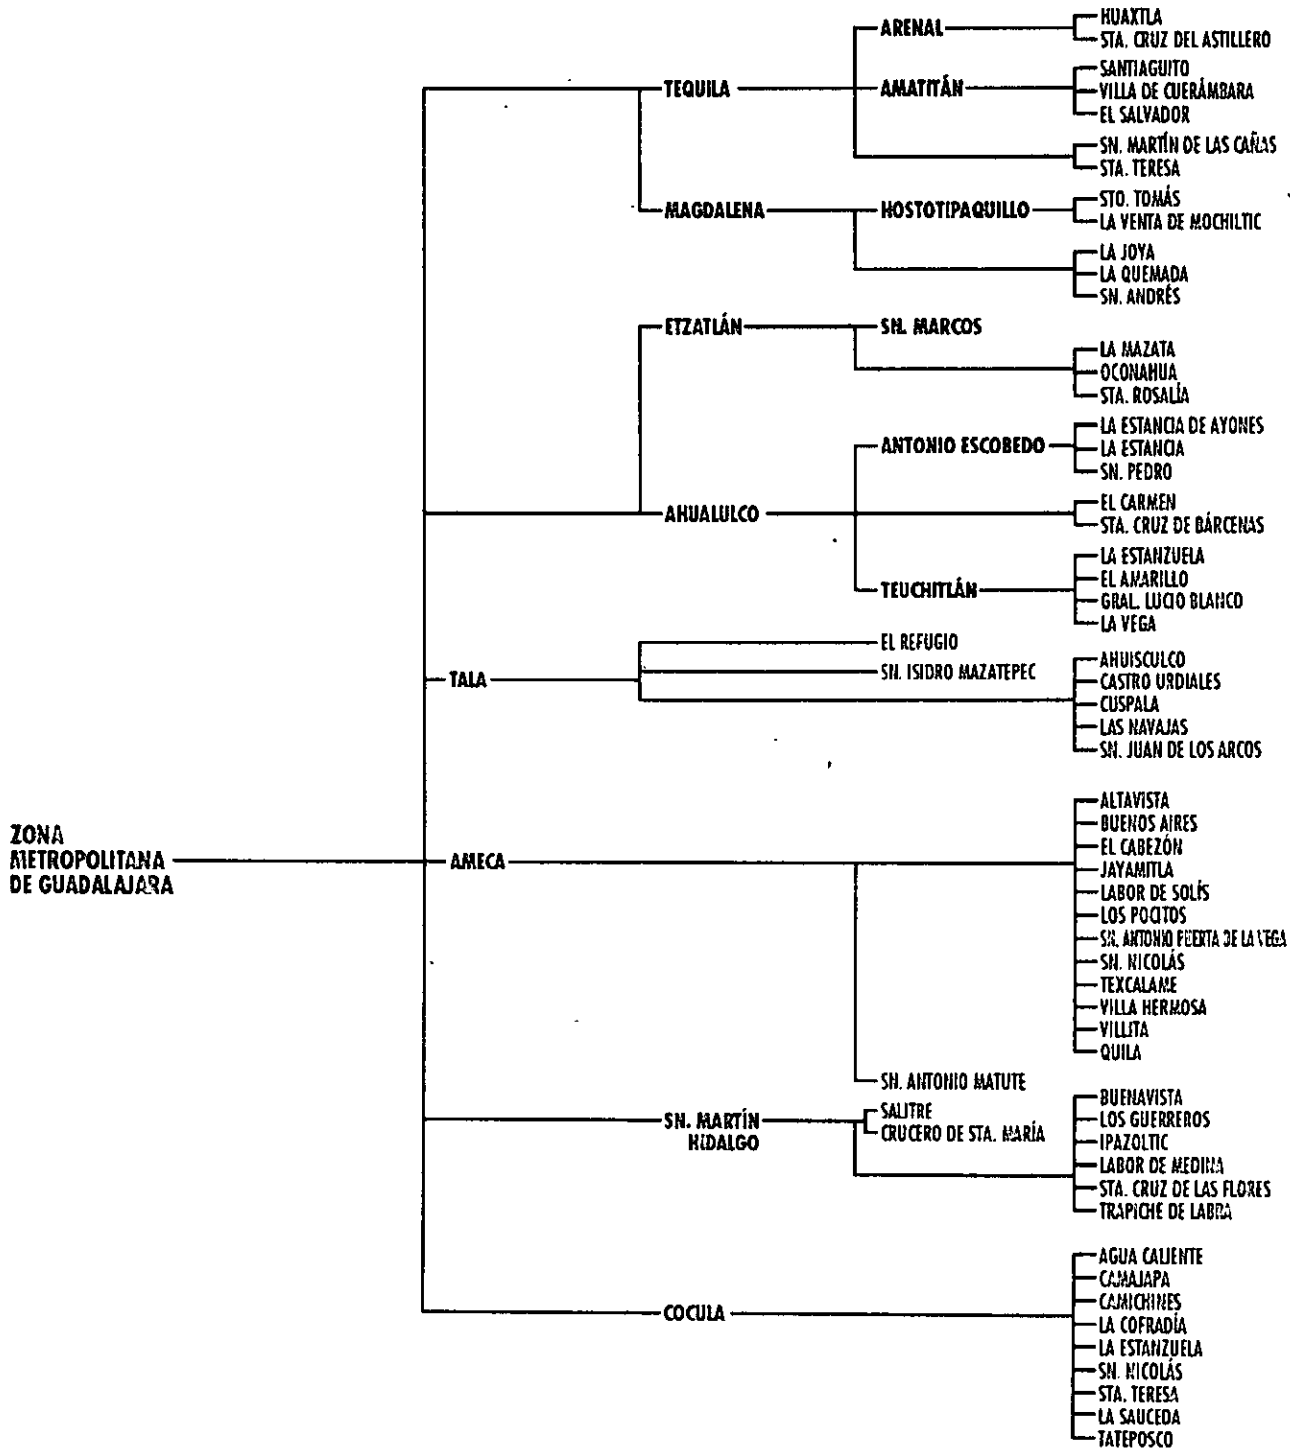 ZONA
METROPOLITANA
DE GUADALAJARA
TEQUILA
ARENAL
HUAXTLA
STA. CRUZ DEL ASTILLERO
AMATITÁN
SANTIAGUITO
VILLA DE CUERÁMBARA
EL SALVADOR
SN. MARTÍN DE LAS CAÑAS
STA. TERESA
MAGDALENA
HOSTOTIPAQUILLO
STO. TOMÁS
LA VENTA DE MOCHILTIC
LA JOYA
LA QUEMADA
SN. ANDRÉS
ETZATLÁN
SN. MARCOS
LA MAZATA
OCONAHUA
STA. ROSALÍA
AHUALULCO
ANTONIO ESCOBEDO
LA ESTANCIA DE AYONES
LA ESTANCIA
SN. PEDRO
EL CARMEN
STA. CRUZ DE BÁRCENAS
TEUCHITLÁN
LA ESTANZUELA
EL AMARILLO
GRAL. LUCIO BLANCO
LA VEGA
TALA
EL REFUGIO
SN. ISIDRO MAZATEPEC
AHUISCULCO
CASTRO URDIALES
CUSPALA
LAS NAVAJAS
SN. JUAN DE LOS ARCOS
AMECA
ALTAVISTA
BUENOS AIRES
EL CABEZÓN
JAYAMITLA
LABOR DE SOLÍS
LOS POCITOS
SN. ANTONIO PUERTA DE LA VEGA
SN. NICOLÁS
TEXCALAME
VILLA HERMOSA
VILLITA
QUILA
SN. ANTONIO MATUTE
SN. MARTÍN
HIDALGO
SALITRE
CRUCERO DE STA. MARÍA
BUENAVISTA
LOS GUERREROS
IPAZOLTIC
LABOR DE MEDINA
STA. CRUZ DE LAS FLORES
TRAPICHE DE LABRA
COCULA
AGUA CALIENTE
CAMAJAPA
CAMICHINES
LA COFRADÍA
LA ESTANZUELA
SN. NICOLÁS
STA. TERESA
LA SAUCEDA
TATEPOSCO